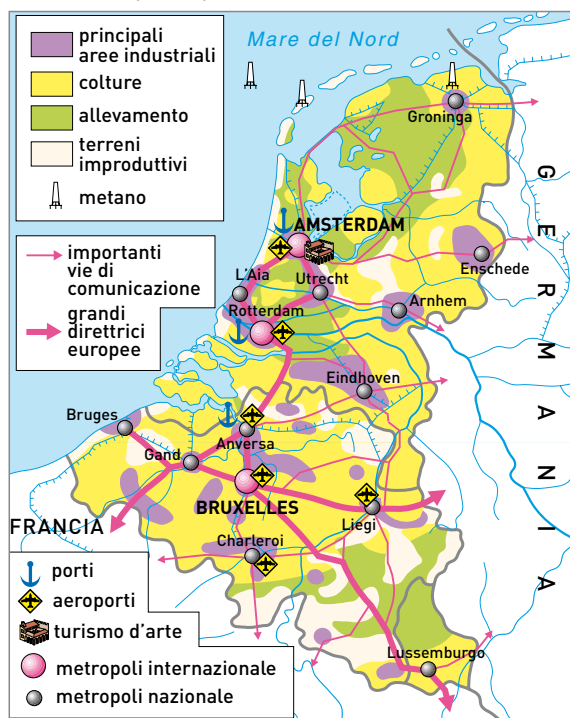 principali
aree industriali
colture
allevamento
terreni
improduttivi
metano
importanti
vie di
comunicazione
grandi
direttrici
europee
Mare del Nord
Groninga
AMSTERDAM
L'Aia
Utrecht
Enschede
Rotterdam
Arnhem
Eindhoven
Bruges
Anversa
Gand
BRUXELLES
Liegi
FRANCIA
Charleroi
Lussemburgo
GERMANIA
porti
aeroporti
turismo d'arte
metropoli internazionale
metropoli nazionale